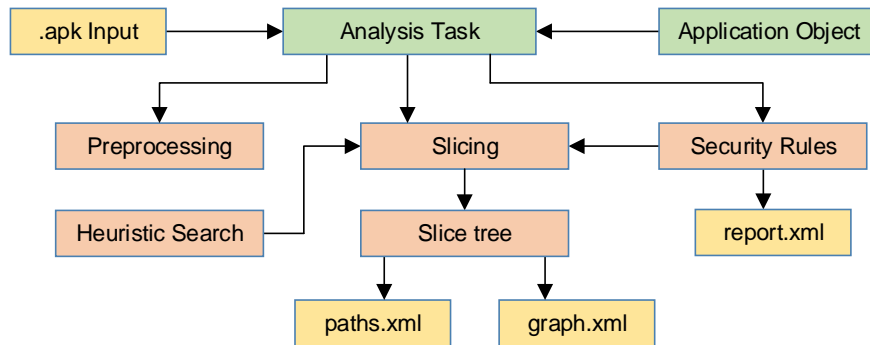 .apk Input
Analysis Task
Application Object
Preprocessing
Slicing
Security Rules
Heuristic Search
Slice tree
report.xml
paths.xml
graph.xml